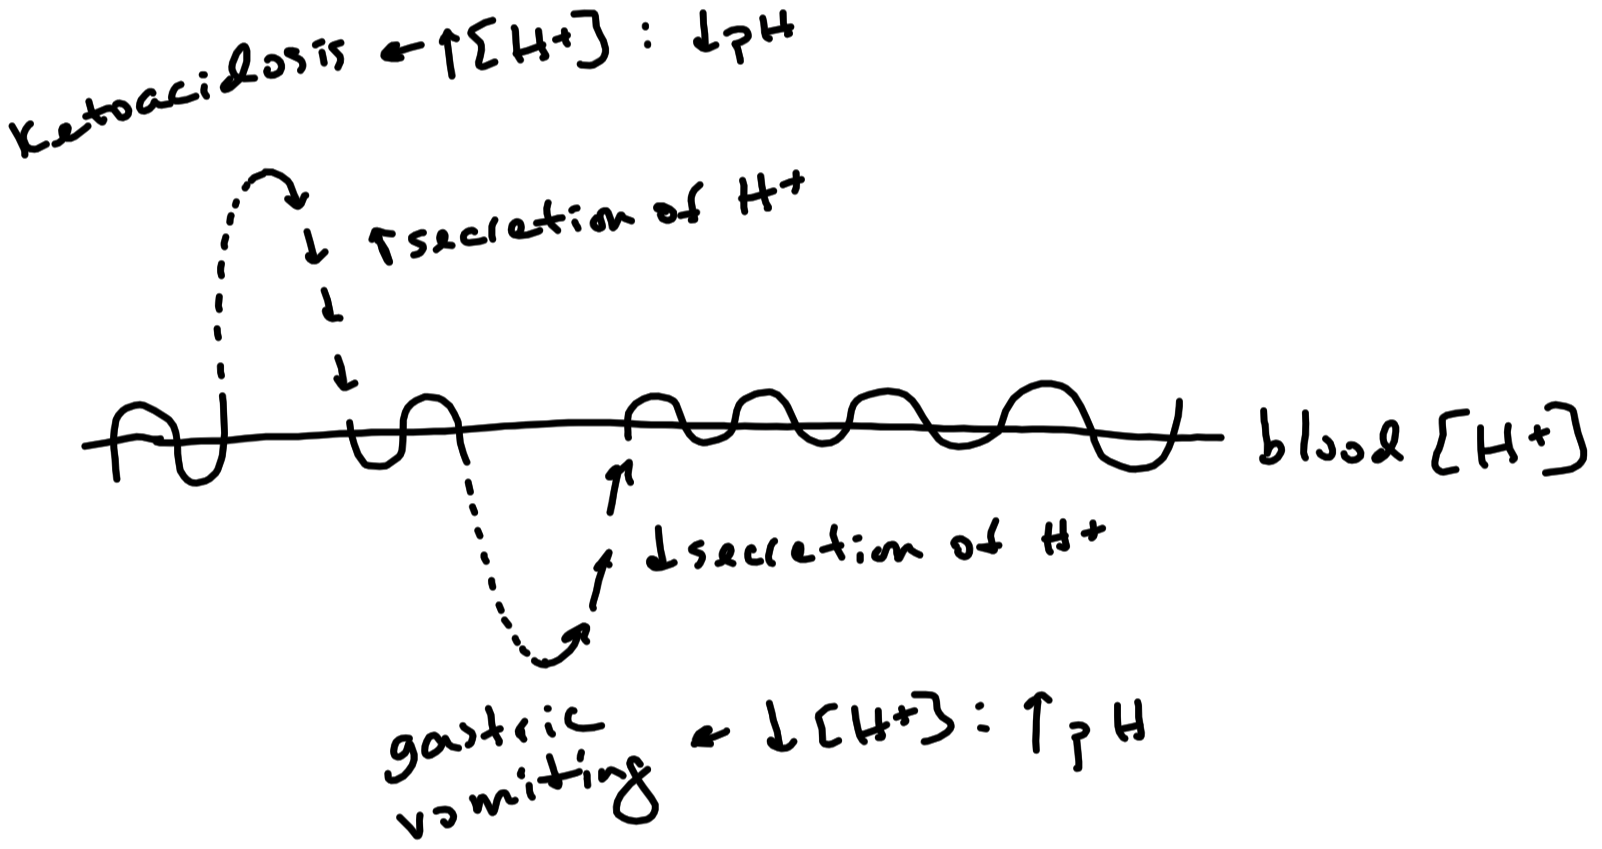 Ketoacidosis ← ↑[H+] : ↓pH
↑secretion of H+
blood [H+]
↓secretion of H+
gastric
vomiting ← ↓[H+] : ↑pH